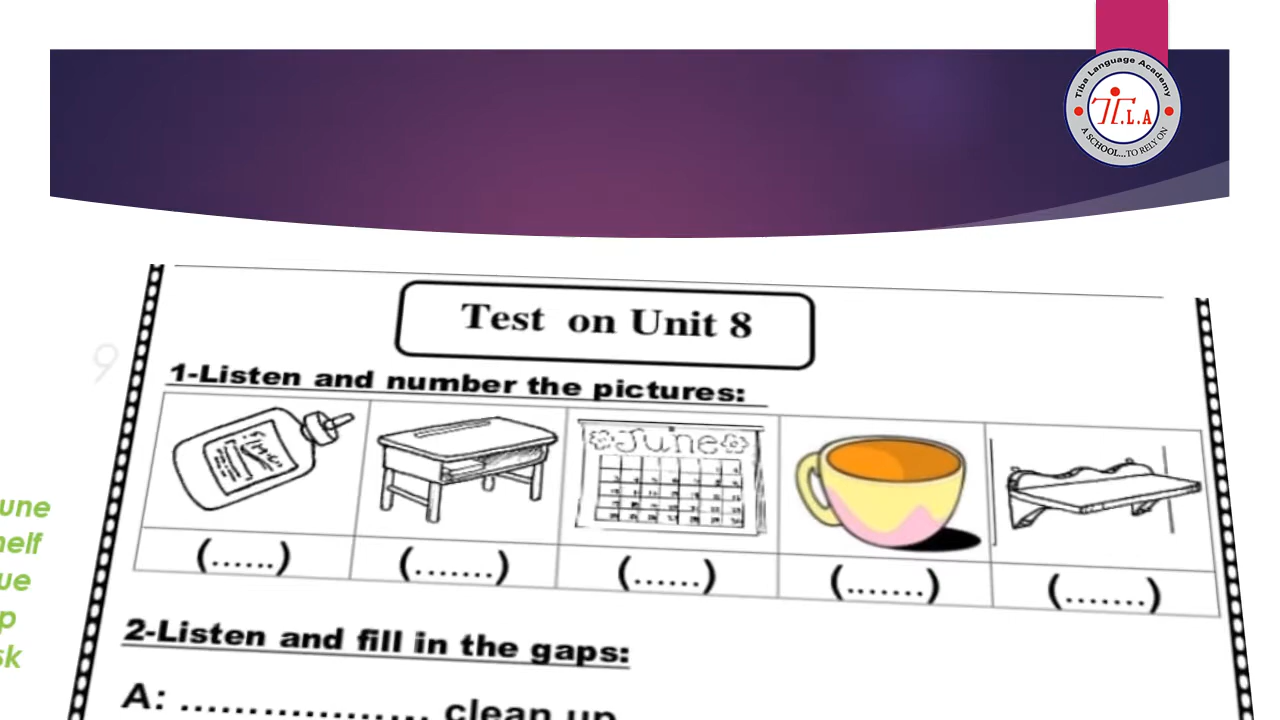 Tiba Language Academy
T.L.A
A SCHOOL...TO RELY ON
Test on Unit 8
9
1-Listen and number the pictures:
June
(......) (.......) (......) (.......) (.......)
2-Listen and fill in the gaps:
A: .................. clean up
une
helf
ue
p
sk